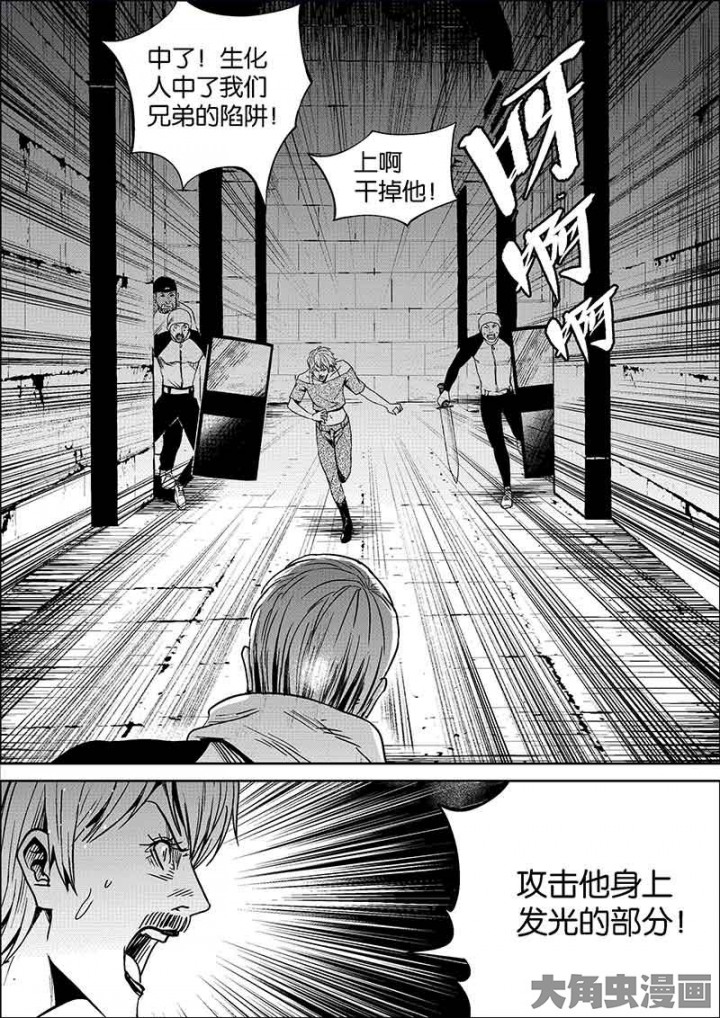 中了！生化
人中了我们
兄弟的陷阱！
上啊
干掉他！
呀啊啊
攻击他身上
发光的部分！
大角虫漫画